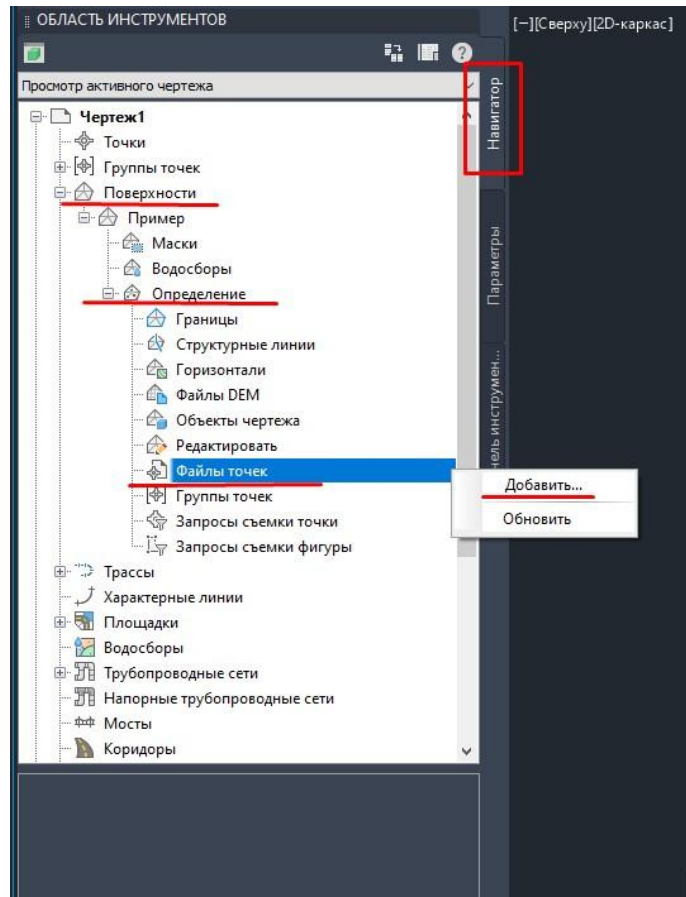 ОБЛАСТЬ ИНСТРУМЕНТОВ
[−][Сверху][2D-каркас]
Просмотр активного чертежа
Навигатор
Чертеж1
Точки
Группы точек
Поверхности
Пример
Маски
Водосборы
Параметры
Определение
Границы
Структурные линии
Горизонтали
Файлы DEM
Объекты чертежа
Редактировать
Файлы точек
Добавить...
Группы точек
Обновить
Запросы съемки точки
Запросы съемки фигуры
Трассы
Характерные линии
Площадки
Водосборы
Трубопроводные сети
Напорные трубопроводные сети
Мосты
Коридоры